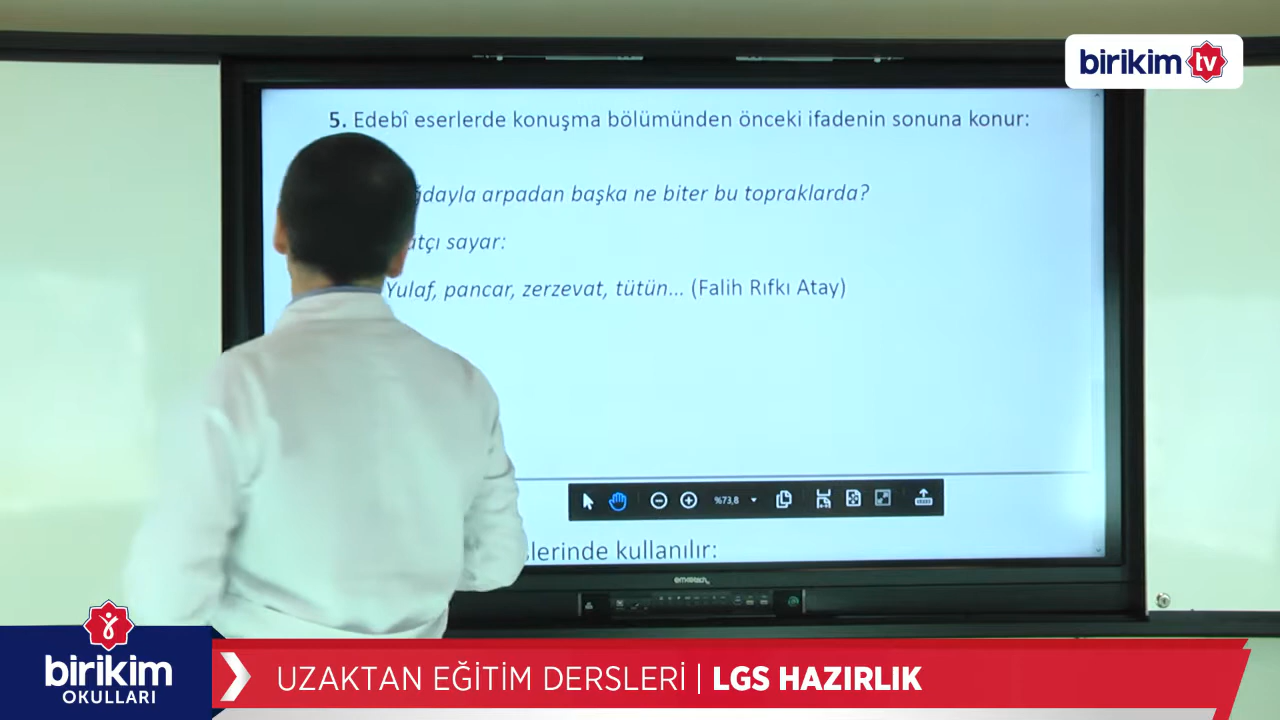 birikim tv
5. Edebî eserlerde konuşma bölümünden önceki ifadenin sonuna konur:
ğdayla arpadan başka ne biter bu topraklarda?
atçı sayar:
Yulaf, pancar, zerzevat, tütün... (Falih Rıfkı Atay)
%73,8
lerinde kullanılır:
birikim
OKULLARI
UZAKTAN EĞİTİM DERSLERİ | LGS HAZIRLIK